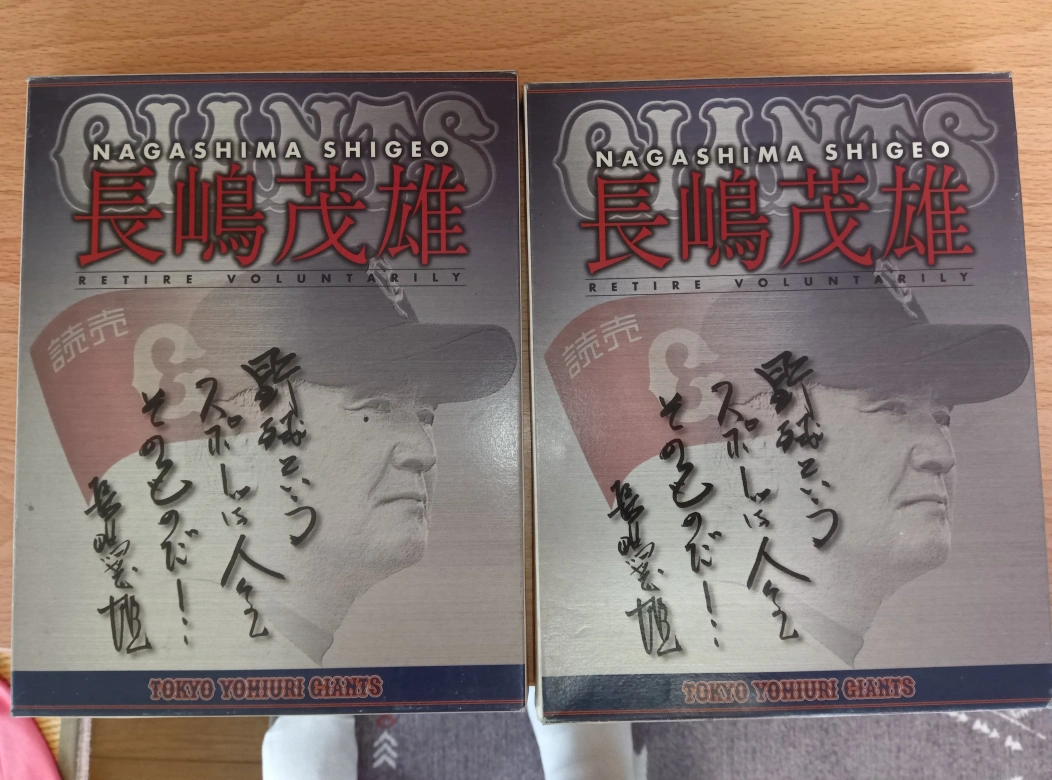 GIANTS
NAGASHIMA SHIGEO
長嶋茂雄
RETIRE VOLUNTARILY
読売
G
野球という
スポーツは人生
そのものだ!…
長嶋茂雄
TOKYO YOMIURI GIANTS
GIANTS
NAGASHIMA SHIGEO
長嶋茂雄
RETIRE VOLUNTARILY
読売
G
野球という
スポーツは人生
そのものだ!…
長嶋茂雄
TOKYO YOMIURI GIANTS